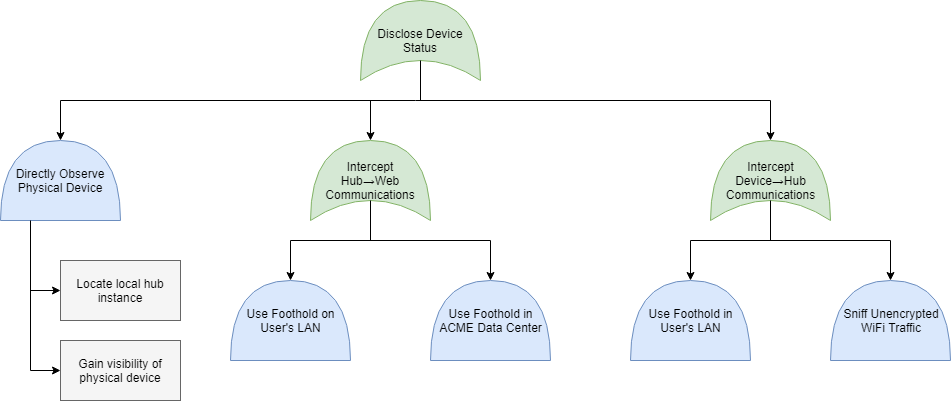 Disclose Device
Status
Directly Observe
Physical Device
Intercept
Hub→Web
Communications
Intercept
Device→Hub
Communications
Locate local hub
instance
Gain visibility of
physical device
Use Foothold on
User's LAN
Use Foothold in
ACME Data Center
Use Foothold in
User's LAN
Sniff Unencrypted
WiFi Traffic